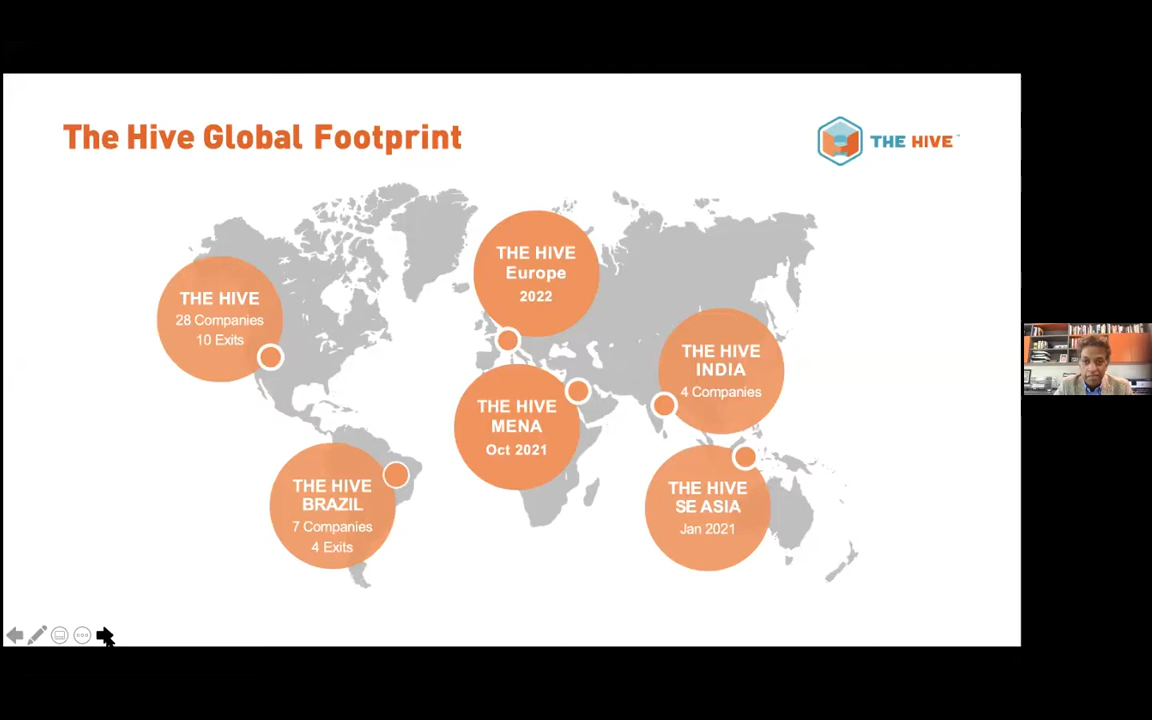 The Hive Global Footprint
THE HIVE™
THE HIVE
Europe
2022
THE HIVE
28 Companies
10 Exits
THE HIVE
INDIA
4 Companies
THE HIVE
MENA
Oct 2021
THE HIVE
BRAZIL
7 Companies
4 Exits
THE HIVE
SE ASIA
Jan 2021